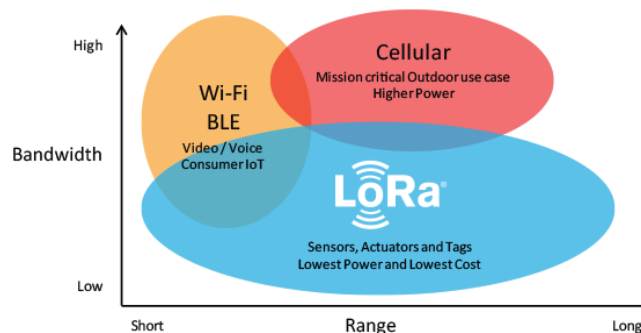 High
Bandwidth
Low
Wi-Fi
BLE
Video / Voice
Consumer IoT
Cellular
Mission critical Outdoor use case
Higher Power
LoRa®
Sensors, Actuators and Tags
Lowest Power and Lowest Cost
Short
Range
Long